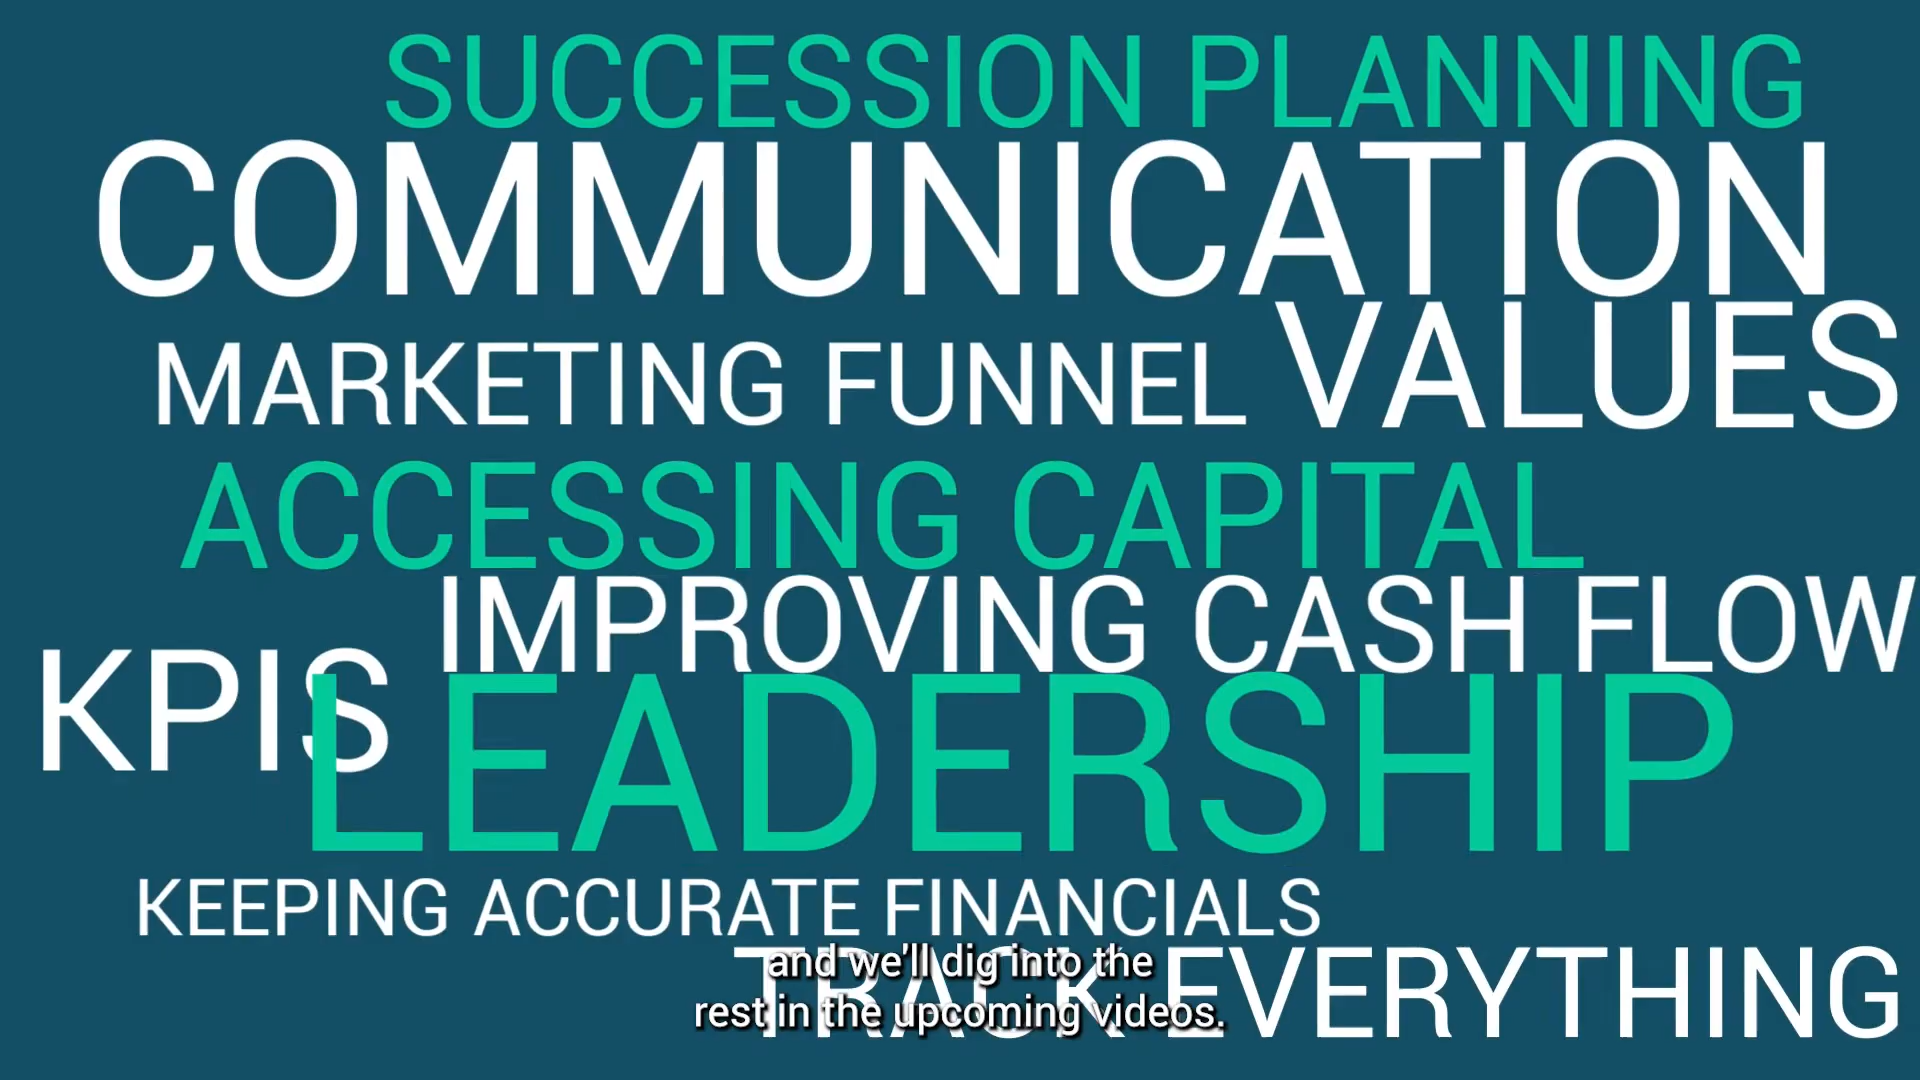 SUCCESSION PLANNING
COMMUNICATION
MARKETING FUNNEL
VALUES
ACCESSING CAPITAL
IMPROVING CASH FLOW
KPIS
LEADERSHIP
KEEPING ACCURATE FINANCIALS
TRACK EVERYTHING
and we'll dig into the
rest in the upcoming videos.